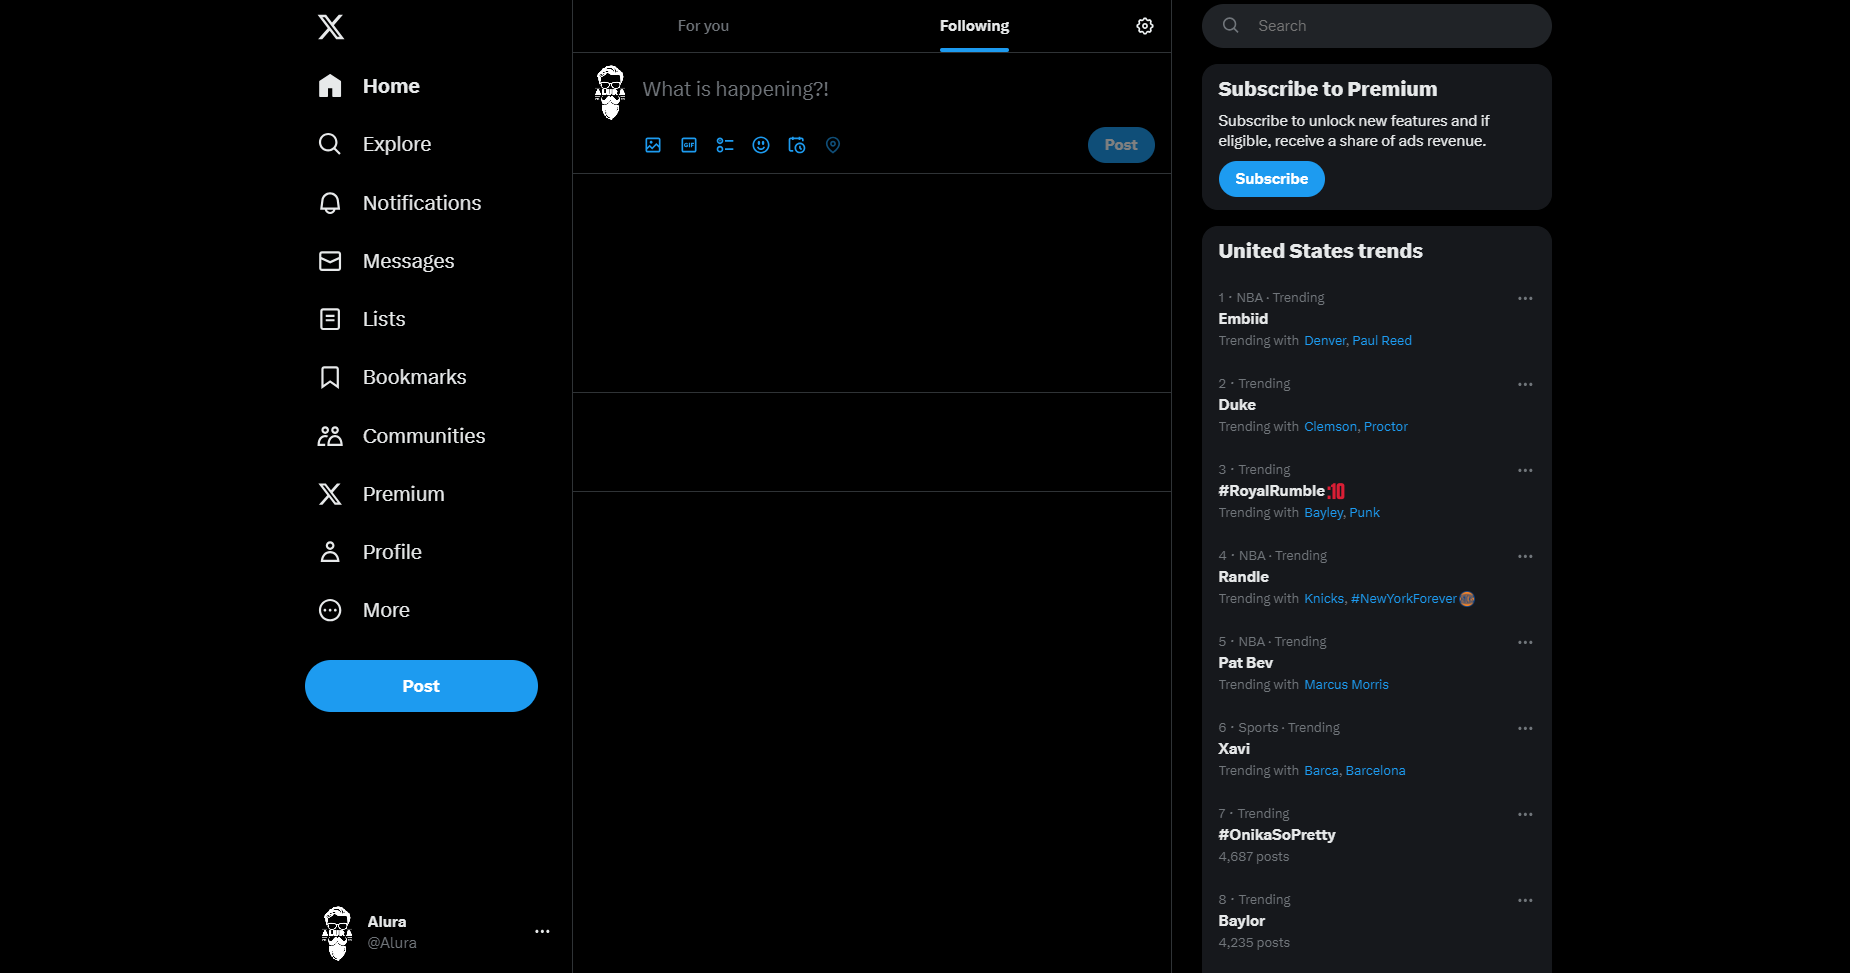 Home
Explore
Notifications
Messages
Lists
Bookmarks
Communities
Premium
Profile
More
Post
ALURA
Alura
@Alura
For you
Following
ALURA
What is happening?!
GIF
Post
Search
Subscribe to Premium
Subscribe to unlock new features and if
eligible, receive a share of ads revenue.
Subscribe
United States trends
1 · NBA · Trending
Embiid
Trending with Denver, Paul Reed
2 · Trending
Duke
Trending with Clemson, Proctor
3 · Trending
#RoyalRumble:10
Trending with Bayley, Punk
4 · NBA · Trending
Randle
Trending with Knicks, #NewYorkForever
5 · NBA · Trending
Pat Bev
Trending with Marcus Morris
6 · Sports · Trending
Xavi
Trending with Barca, Barcelona
7 · Trending
#OnikaSoPretty
4,687 posts
8 · Trending
Baylor
4,235 posts